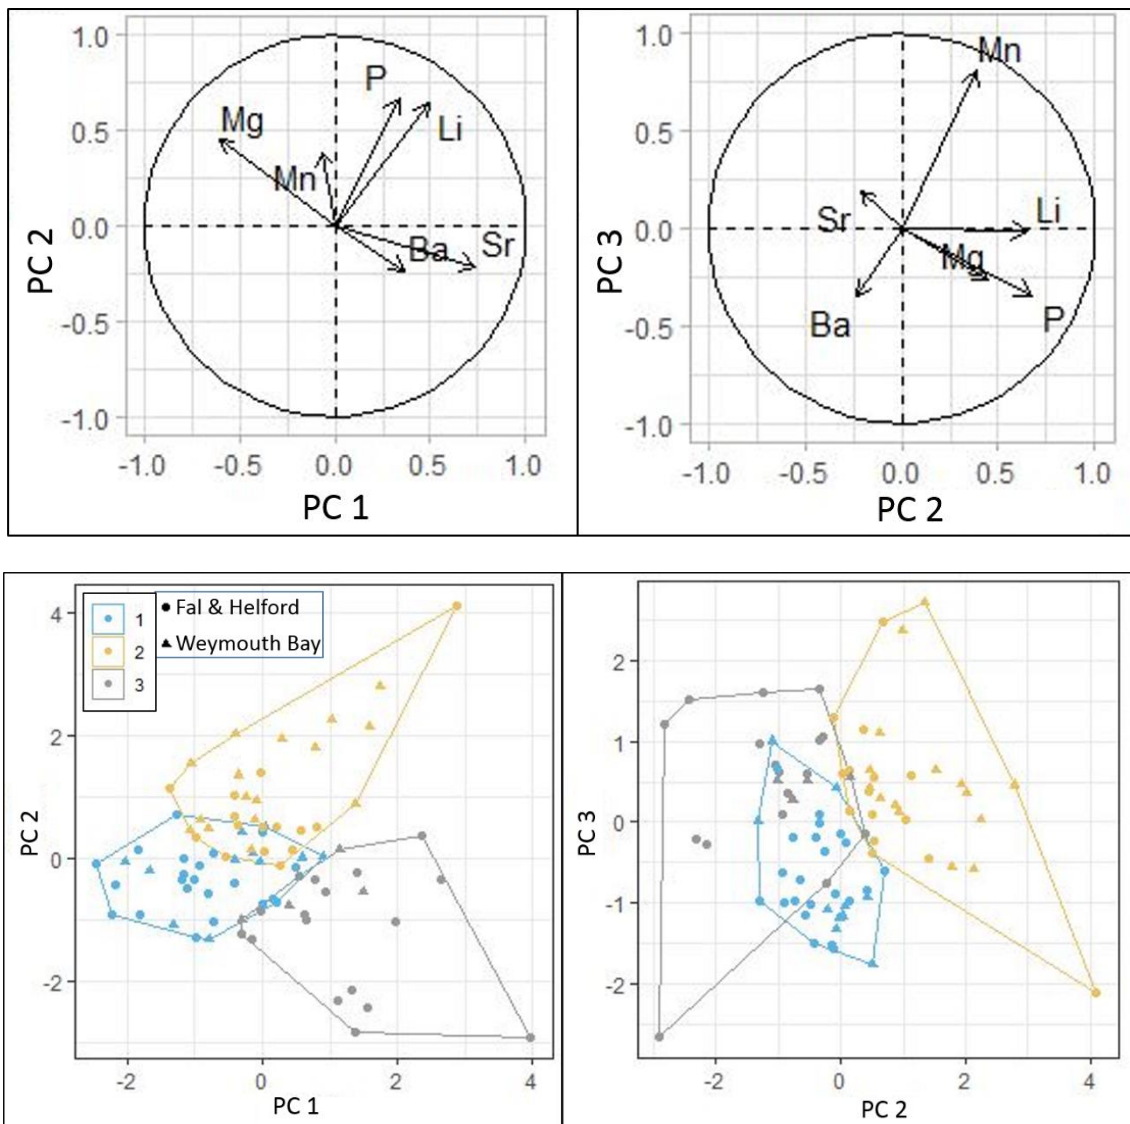 1.0
0.5
0.0
-0.5
-1.0
PC 2
Mg
P
Li
Mn
Ba
Sr
-1.0 -0.5 0.0 0.5 1.0
PC 1
1.0
0.5
0.0
-0.5
-1.0
PC 3
Mn
Sr
Li
Mg
Ba
P
-1.0 -0.5 0.0 0.5 1.0
PC 2
4
2
0
-2
PC 2
1
2
3
Fal & Helford
Weymouth Bay
-2 0 2 4
PC 1
2
1
0
-1
-2
PC 3
-2 0 2 4
PC 2